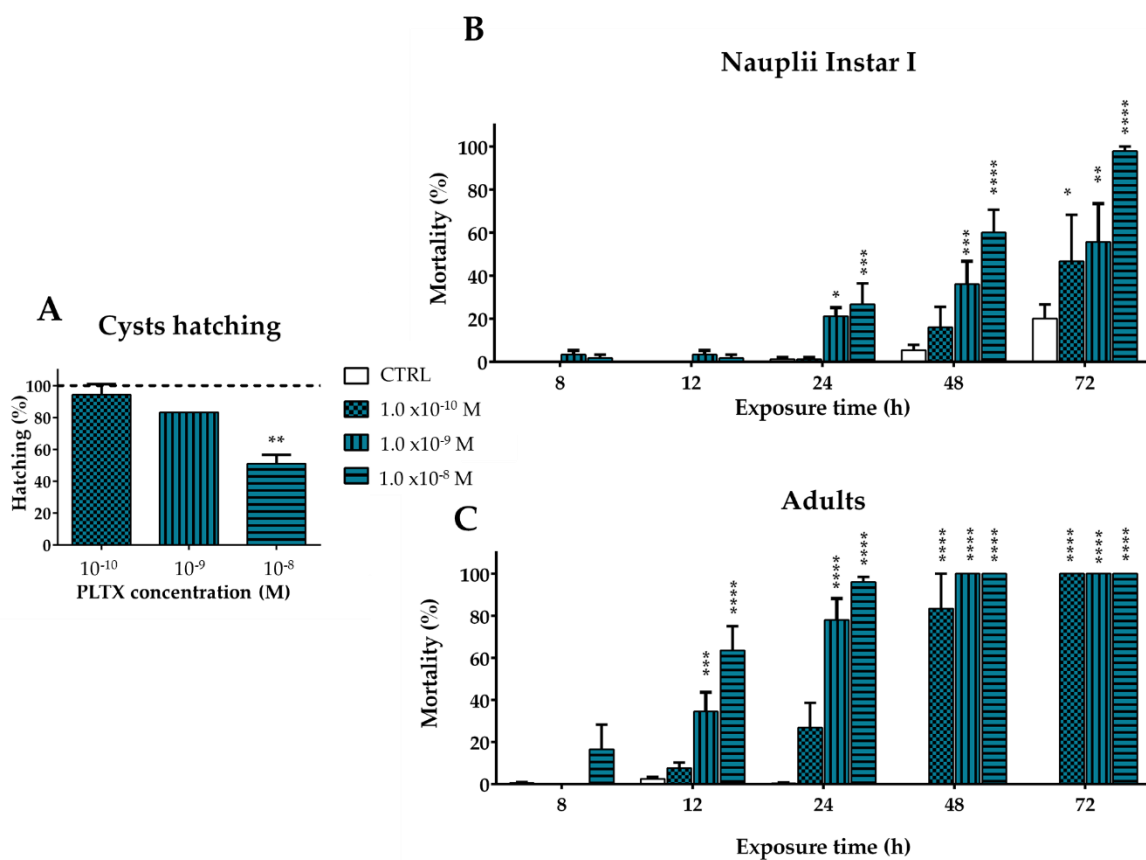 B
Nauplii Instar I
****
**
*
****
***
***
*
100
80
60
40
20
0
Mortality (%)
8 12 24 48 72
Exposure time (h)
A
Cysts hatching
100
80
60
40
20
0
Hatching (%)
**
10⁻¹⁰ 10⁻⁹ 10⁻⁸
PLTX concentration (M)
CTRL
1.0 x10⁻¹⁰ M
1.0 x10⁻⁹ M
1.0 x10⁻⁸ M
C
Adults
*** **** **** **** **** **** **** **** **** ****
100
80
60
40
20
0
Mortality (%)
8 12 24 48 72
Exposure time (h)